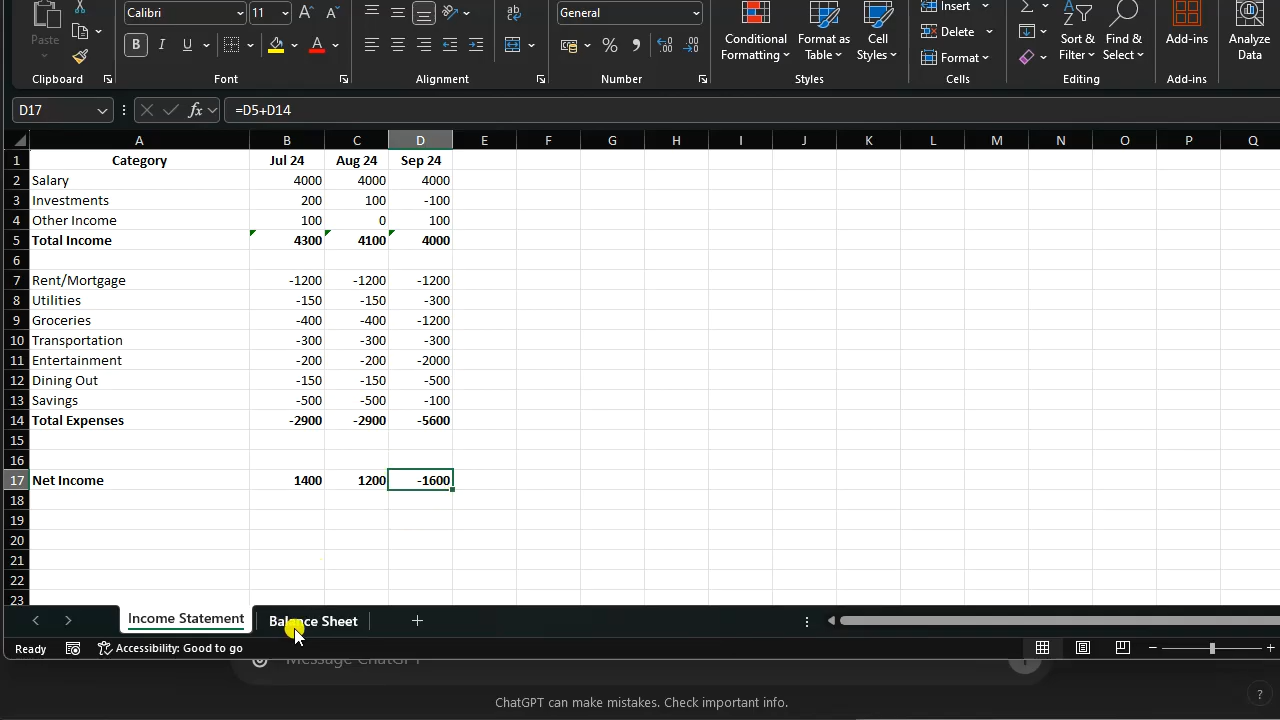 Paste
Calibri
11
General
Insert
Delete
Format
Conditional Formatting
Format as Table
Cell Styles
Sort & Filter
Find & Select
Add-ins
Analyze Data
B I U
Clipboard
Font
Alignment
Number
Styles
Cells
Editing
Add-ins
D17
fx
=D5+D14
A B C D E F G H I J K L M N O P Q
1 Category Jul 24 Aug 24 Sep 24
2 Salary 4000 4000 4000
3 Investments 200 100 -100
4 Other Income 100 0 100
5 Total Income 4300 4100 4000
6
7 Rent/Mortgage -1200 -1200 -1200
8 Utilities -150 -150 -300
9 Groceries -400 -400 -1200
10 Transportation -300 -300 -300
11 Entertainment -200 -200 -2000
12 Dining Out -150 -150 -500
13 Savings -500 -500 -100
14 Total Expenses -2900 -2900 -5600
15
16
17 Net Income 1400 1200 -1600
18
19
20
21
22
23
Income Statement
Balance Sheet
Ready
Accessibility: Good to go
Message ChatGPT
ChatGPT can make mistakes. Check important info.
?